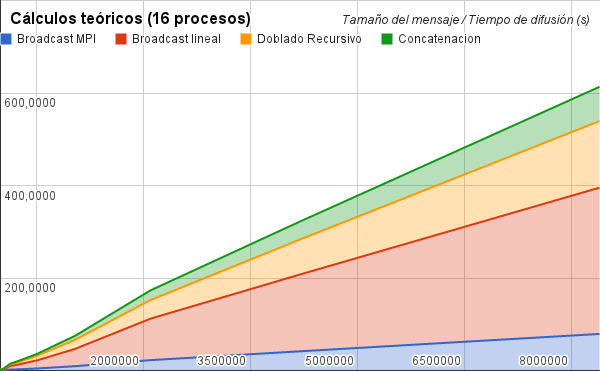 Cálculos teóricos (16 procesos)
Tamaño del mensaje / Tiempo de difusión (s)
Broadcast MPI
Broadcast lineal
Doblado Recursivo
Concatenacion
600,0000
400,0000
200,0000
2000000
3500000
5000000
6500000
8000000